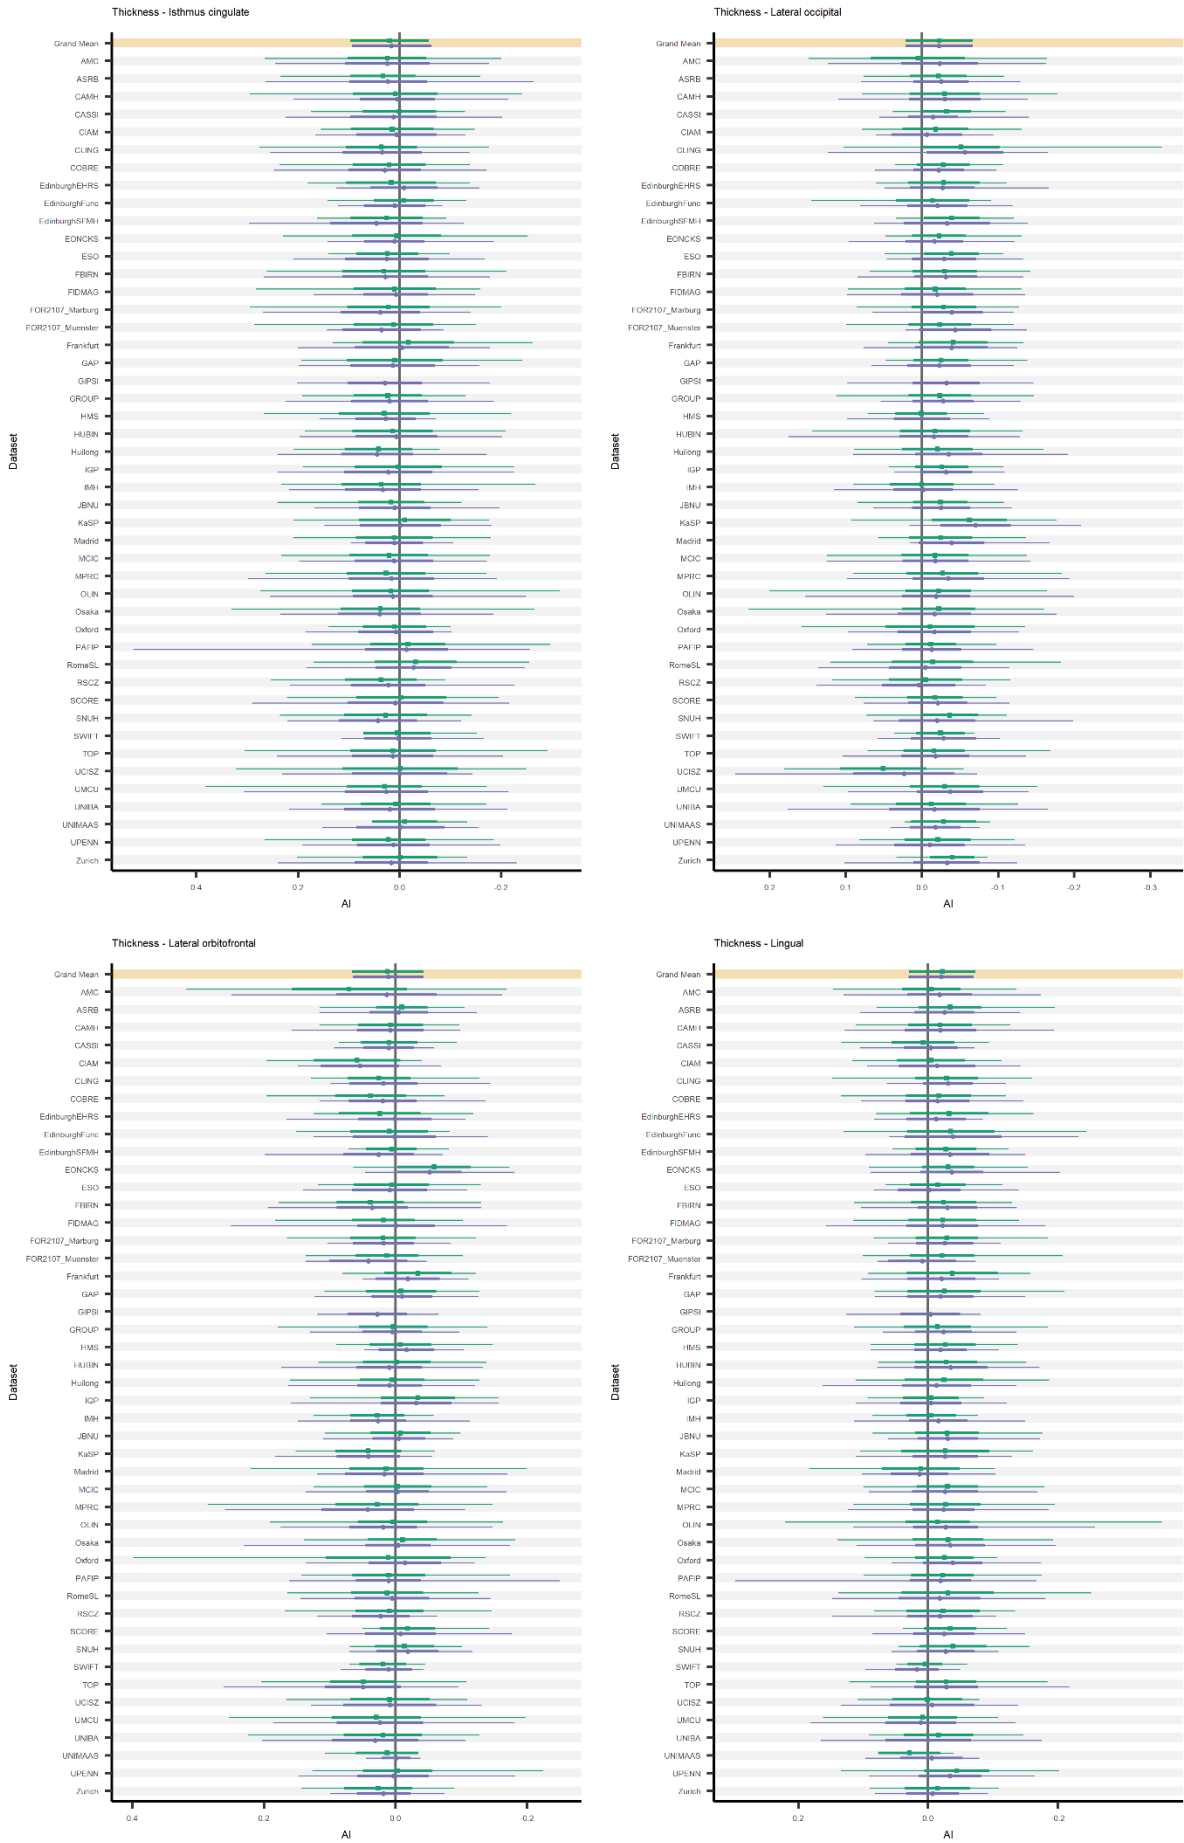 Thickness - Isthmus cingulate
Grand Mean
AMC
ASRB
CAMH
CASSI
CIAM
CLING
COBRE
EdinburghEHRS
EdinburghFunc
EdinburghSFMH
EONCKS
ESO
FBIRN
FIDMAG
FOR2107_Marburg
FOR2107_Muenster
Frankfurt
GAP
GIPSI
GROUP
HMS
HUBIN
Huilong
IGP
IMH
JBNU
KaSP
Madrid
MCIC
MPRC
OLIN
Osaka
Oxford
PAFIP
RomeSL
RSCZ
SCORE
SNUH
SWIFT
TOP
UCISZ
UMCU
UNIBA
UNIMAAS
UPENN
Zurich
Dataset
0.4 0.2 0.0 -0.2
AI
Thickness - Lateral occipital
Grand Mean
AMC
ASRB
CAMH
CASSI
CIAM
CLING
COBRE
EdinburghEHRS
EdinburghFunc
EdinburghSFMH
EONCKS
ESO
FBIRN
FIDMAG
FOR2107_Marburg
FOR2107_Muenster
Frankfurt
GAP
GIPSI
GROUP
HMS
HUBIN
Huilong
IGP
IMH
JBNU
KaSP
Madrid
MCIC
MPRC
OLIN
Osaka
Oxford
PAFIP
RomeSL
RSCZ
SCORE
SNUH
SWIFT
TOP
UCISZ
UMCU
UNIBA
UNIMAAS
UPENN
Zurich
Dataset
0.2 0.1 0.0 -0.1 -0.2 -0.3
AI
Thickness - Lateral orbitofrontal
Grand Mean
AMC
ASRB
CAMH
CASSI
CIAM
CLING
COBRE
EdinburghEHRS
EdinburghFunc
EdinburghSFMH
EONCKS
ESO
FBIRN
FIDMAG
FOR2107_Marburg
FOR2107_Muenster
Frankfurt
GAP
GIPSI
GROUP
HMS
HUBIN
Huilong
IGP
IMH
JBNU
KaSP
Madrid
MCIC
MPRC
OLIN
Osaka
Oxford
PAFIP
RomeSL
RSCZ
SCORE
SNUH
SWIFT
TOP
UCISZ
UMCU
UNIBA
UNIMAAS
UPENN
Zurich
Dataset
0.4 0.2 0.0 -0.2
AI
Thickness - Lingual
Grand Mean
AMC
ASRB
CAMH
CASSI
CIAM
CLING
COBRE
EdinburghEHRS
EdinburghFunc
EdinburghSFMH
EONCKS
ESO
FBIRN
FIDMAG
FOR2107_Marburg
FOR2107_Muenster
Frankfurt
GAP
GIPSI
GROUP
HMS
HUBIN
Huilong
IGP
IMH
JBNU
KaSP
Madrid
MCIC
MPRC
OLIN
Osaka
Oxford
PAFIP
RomeSL
RSCZ
SCORE
SNUH
SWIFT
TOP
UCISZ
UMCU
UNIBA
UNIMAAS
UPENN
Zurich
Dataset
0.2 0.0 -0.2
AI